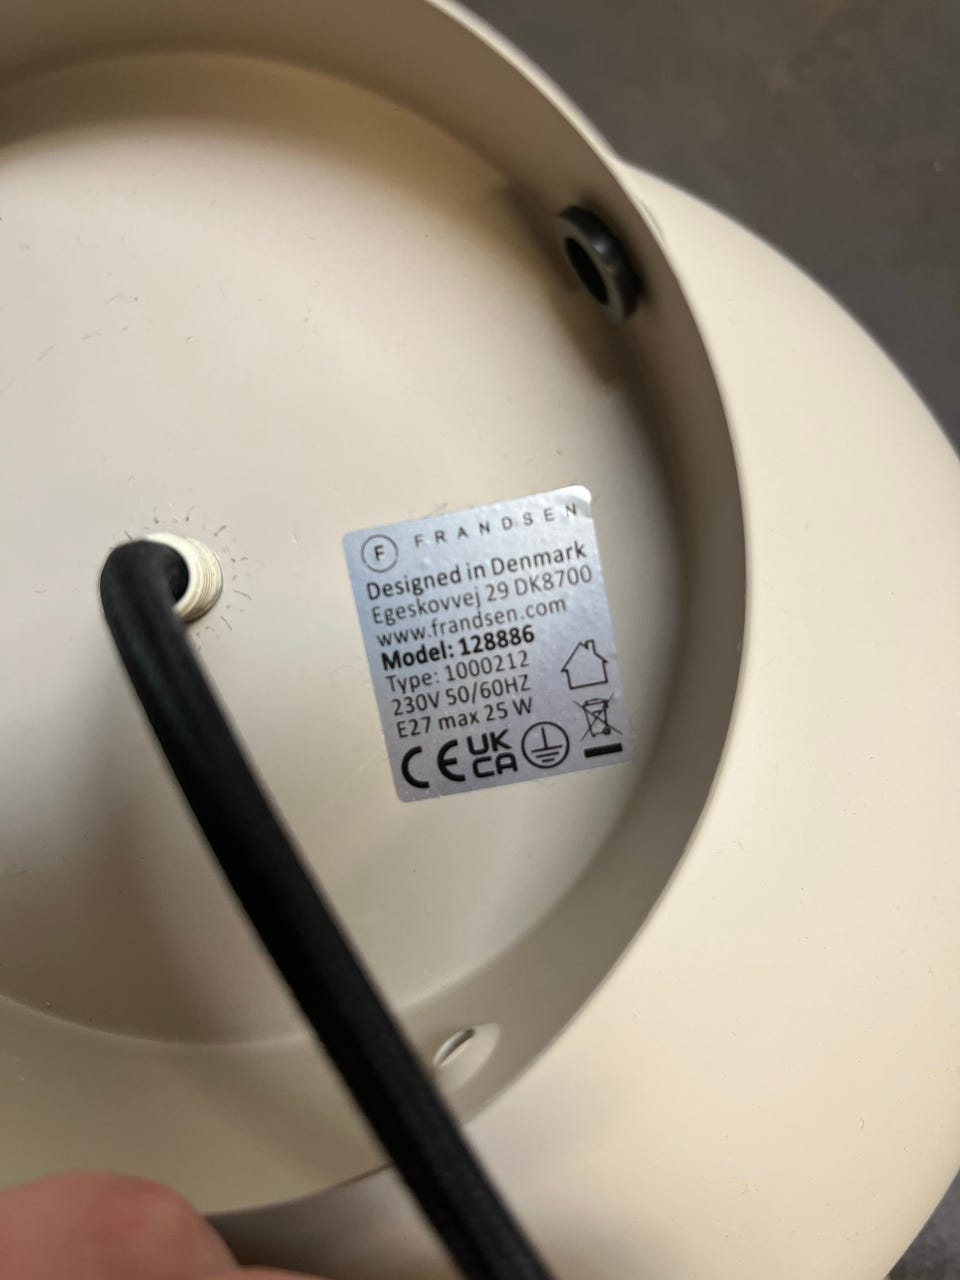 F FRANDSEN
Designed in Denmark
Egeskovvej 29 DK8700
www.frandsen.com
Model: 128886
Type: 1000212
230V 50/60HZ
E27 max 25 W
CE UK CA